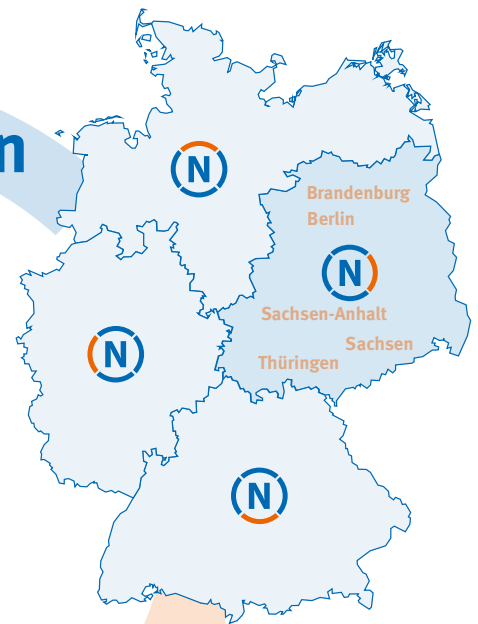 n
N
Brandenburg
Berlin
N
Sachsen-Anhalt
Sachsen
N
Thüringen
N